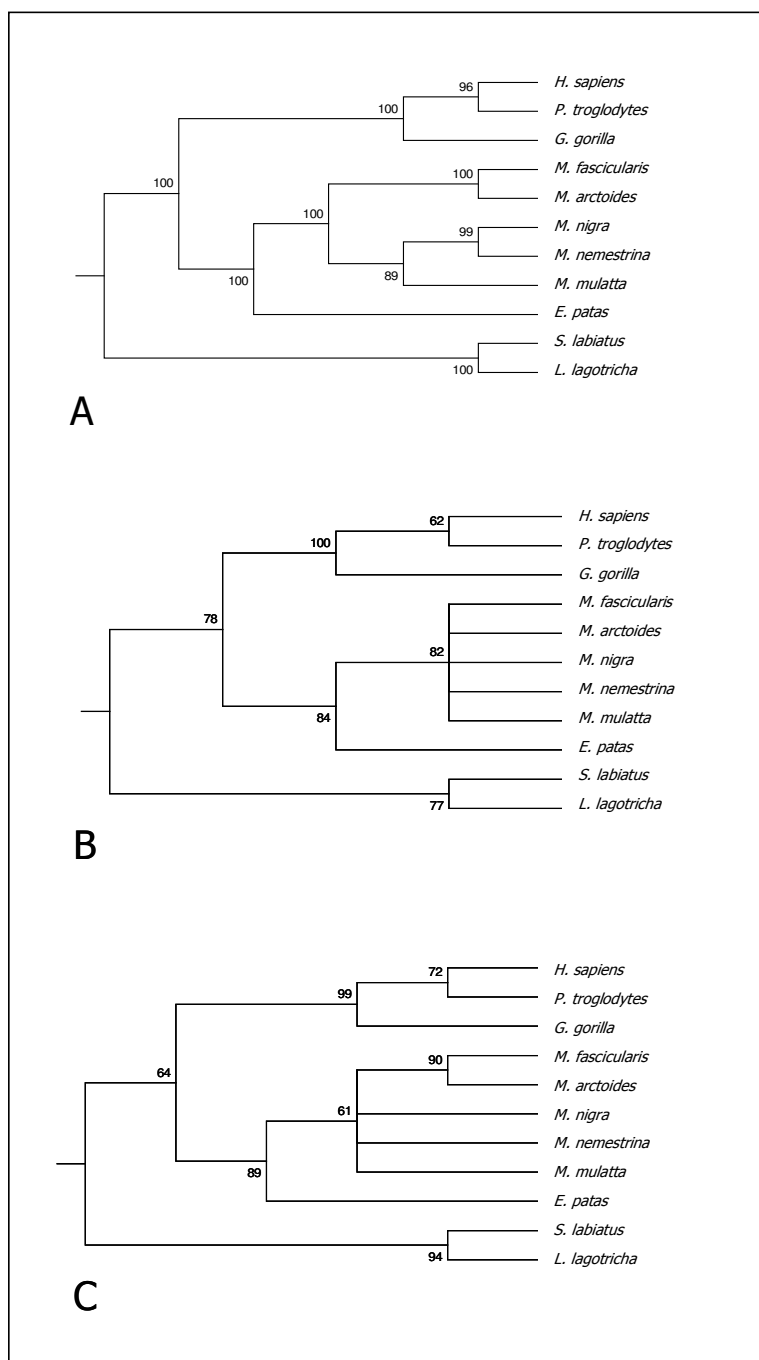 H. sapiens
96
P. troglodytes
100
G. gorilla
M. fascicularis
100
M. arctoides
100
100
M. nigra
99
M. nemestrina
89
100
M. mulatta
E. patas
S. labiatus
100
L. lagotricha
A
H. sapiens
62
P. troglodytes
100
G. gorilla
M. fascicularis
78
M. arctoides
82
M. nigra
M. nemestrina
84
M. mulatta
E. patas
S. labiatus
77
L. lagotricha
B
H. sapiens
72
P. troglodytes
99
G. gorilla
M. fascicularis
90
64
M. arctoides
61
M. nigra
M. nemestrina
89
M. mulatta
E. patas
S. labiatus
94
L. lagotricha
C